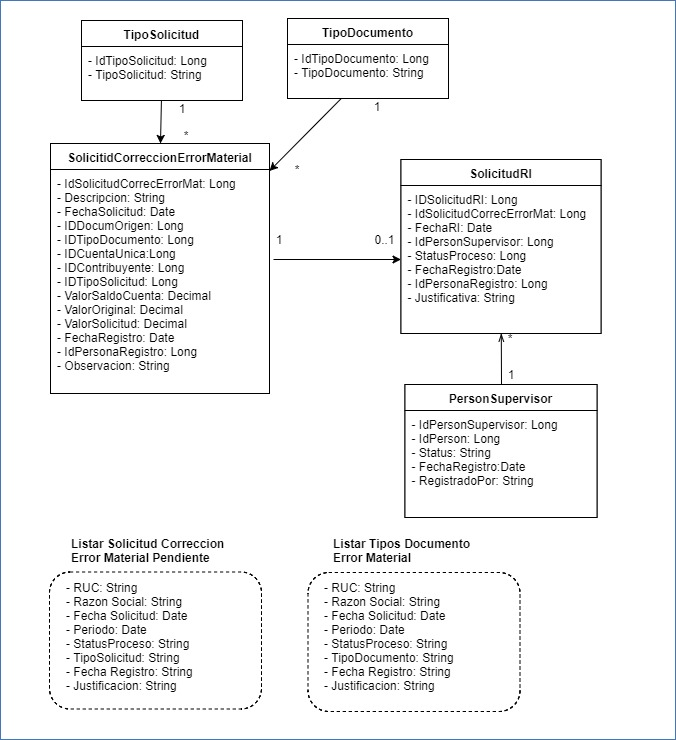 TipoSolicitud
- IdTipoSolicitud: Long
- TipoSolicitud: String
TipoDocumento
- IdTipoDocumento: Long
- TipoDocumento: String
1
*
1
*
SolicitidCorreccionErrorMaterial
- IdSolicitudCorrecErrorMat: Long
- Descripcion: String
- FechaSolicitud: Date
- IDDocumOrigen: Long
- IDTipoDocumento: Long
- IDCuentaUnica:Long
- IDContribuyente: Long
- IDTipoSolicitud: Long
- ValorSaldoCuenta: Decimal
- ValorOriginal: Decimal
- ValorSolicitud: Decimal
- FechaRegistro: Date
- IdPersonaRegistro: Long
- Observacion: String
1
0..1
SolicitudRI
- IDSolicitudRI: Long
- IdSolicitudCorrecErrorMat: Long
- FechaRI: Date
- IdPersonSupervisor: Long
- StatusProceso: Long
- FechaRegistro:Date
- IdPersonaRegistro: Long
- Justificativa: String
*
1
PersonSupervisor
- IdPersonSupervisor: Long
- IdPerson: Long
- Status: String
- FechaRegistro:Date
- RegistradoPor: String
Listar Solicitud Correccion
Error Material Pendiente
- RUC: String
- Razon Social: String
- Fecha Solicitud: Date
- Periodo: Date
- StatusProceso: String
- TipoSolicitud: String
- Fecha Registro: String
- Justificacion: String
Listar Tipos Documento
Error Material
- RUC: String
- Razon Social: String
- Fecha Solicitud: Date
- Periodo: Date
- StatusProceso: String
- TipoDocumento: String
- Fecha Registro: String
- Justificacion: String